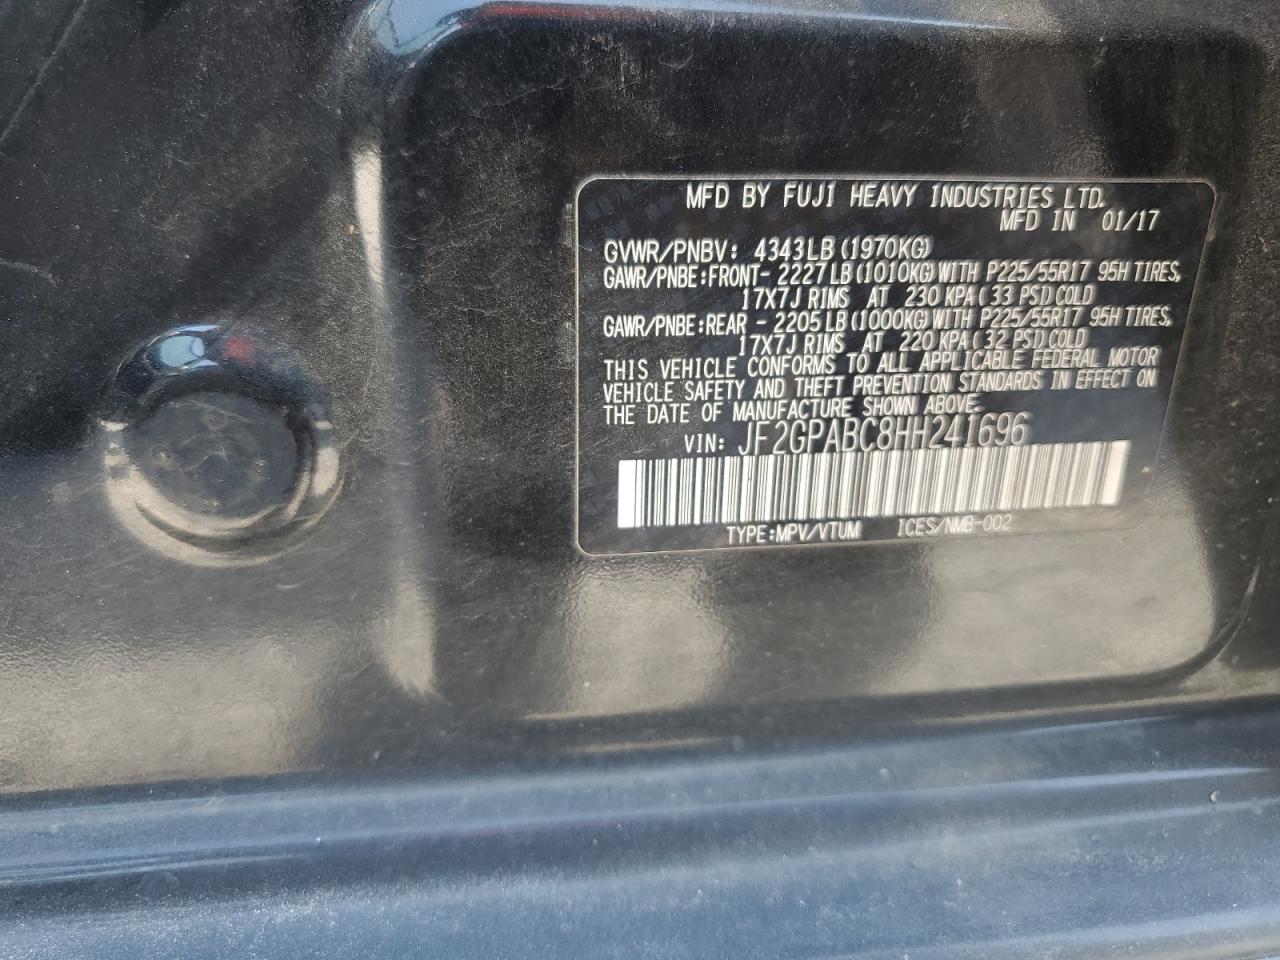 MFD BY FUJI HEAVY INDUSTRIES LTD.
MFD IN 01/17
GVWR/PNBV: 4343LB(1970KG)
GAWR/PNBE:FRONT- 2227LB(1010KG)WITH P225/55R17 95H TIRES,
17X7J RIMS AT 230 KPA(33 PSI)COLD
GAWR/PNBE:REAR - 2205LB(1000KG)WITH P225/55R17 95H TIRES,
17X7J RIMS AT 220 KPA(32 PSI)COLD
THIS VEHICLE CONFORMS TO ALL APPLICABLE FEDERAL MOTOR
VEHICLE SAFETY AND THEFT PREVENTION STANDARDS IN EFFECT ON
THE DATE OF MANUFACTURE SHOWN ABOVE.
VIN: JF2GPABC8HH241696
TYPE:MPV/VTUM ICES/NMB-002